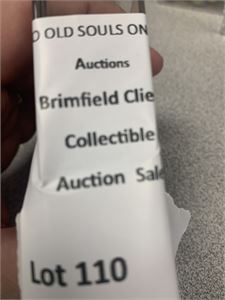 O OLD SOULS ON
Auctions
Brimfield Clie
Collectible
Auction Sale
Lot 110